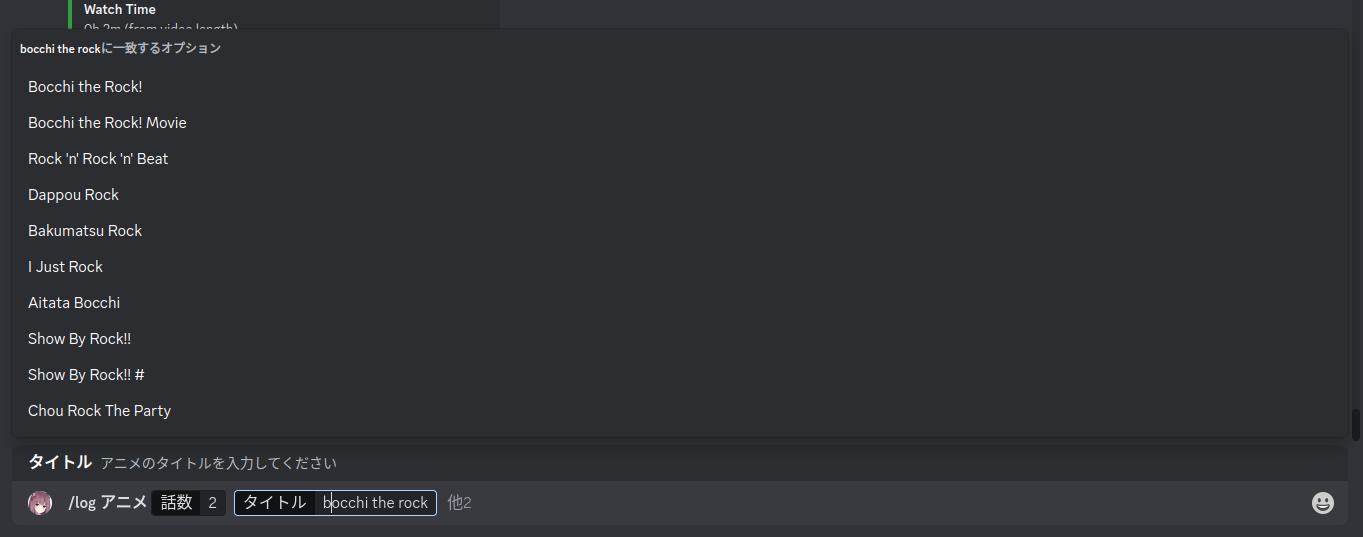 Watch Time
0h 2m (from video length)
bocchi the rockに一致するオプション
Bocchi the Rock!
Bocchi the Rock! Movie
Rock 'n' Rock 'n' Beat
Dappou Rock
Bakumatsu Rock
I Just Rock
Aitata Bocchi
Show By Rock!!
Show By Rock!! #
Chou Rock The Party
タイトル アニメのタイトルを入力してください
/log アニメ 話数 2 タイトル bocchi the rock 他2